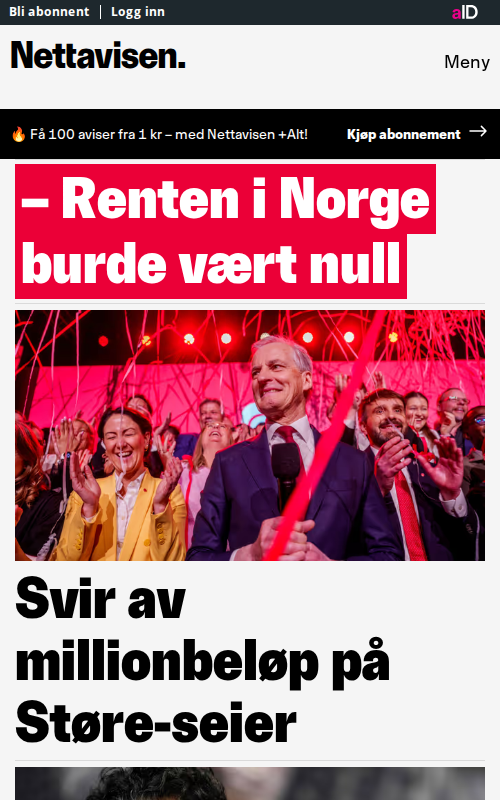 Bli abonnent | Logg inn
aID
Nettavisen.
Meny
🔥 Få 100 aviser fra 1 kr – med Nettavisen +Alt!
Kjøp abonnement →
– Renten i Norge
burde vært null
Svir av
millionbeløp på
Støre-seier